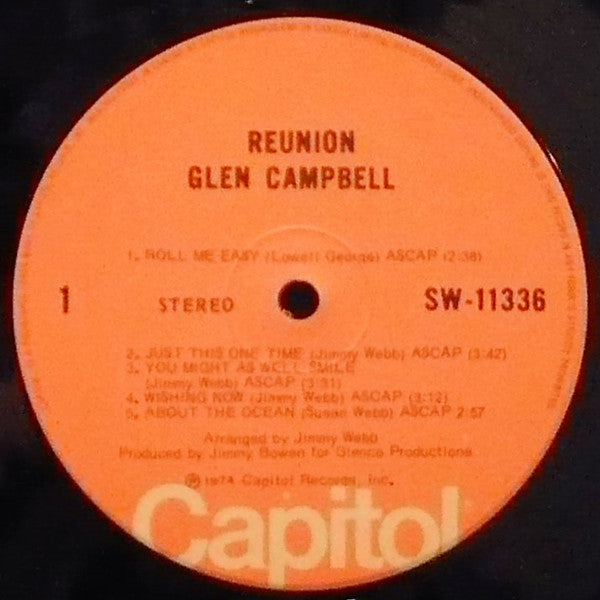 REUNION
GLEN CAMPBELL
1. ROLL ME EASY (Lowell George) ASCAP (2:38)
1 STEREO SW-11336
2. JUST THIS ONE TIME (Jimmy Webb) ASCAP (3:42)
3. YOU MIGHT AS WELL SMILE
(Jimmy Webb) ASCAP (3:31)
4. WISHING NOW (Jimmy Webb) ASCAP (3:12)
5. ABOUT THE OCEAN (Susan Webb) ASCAP 2:57
Arranged by Jimmy Webb
Produced by Jimmy Bowen for Glenco Productions
℗ 1974 Capitol Records, Inc.
Capitol